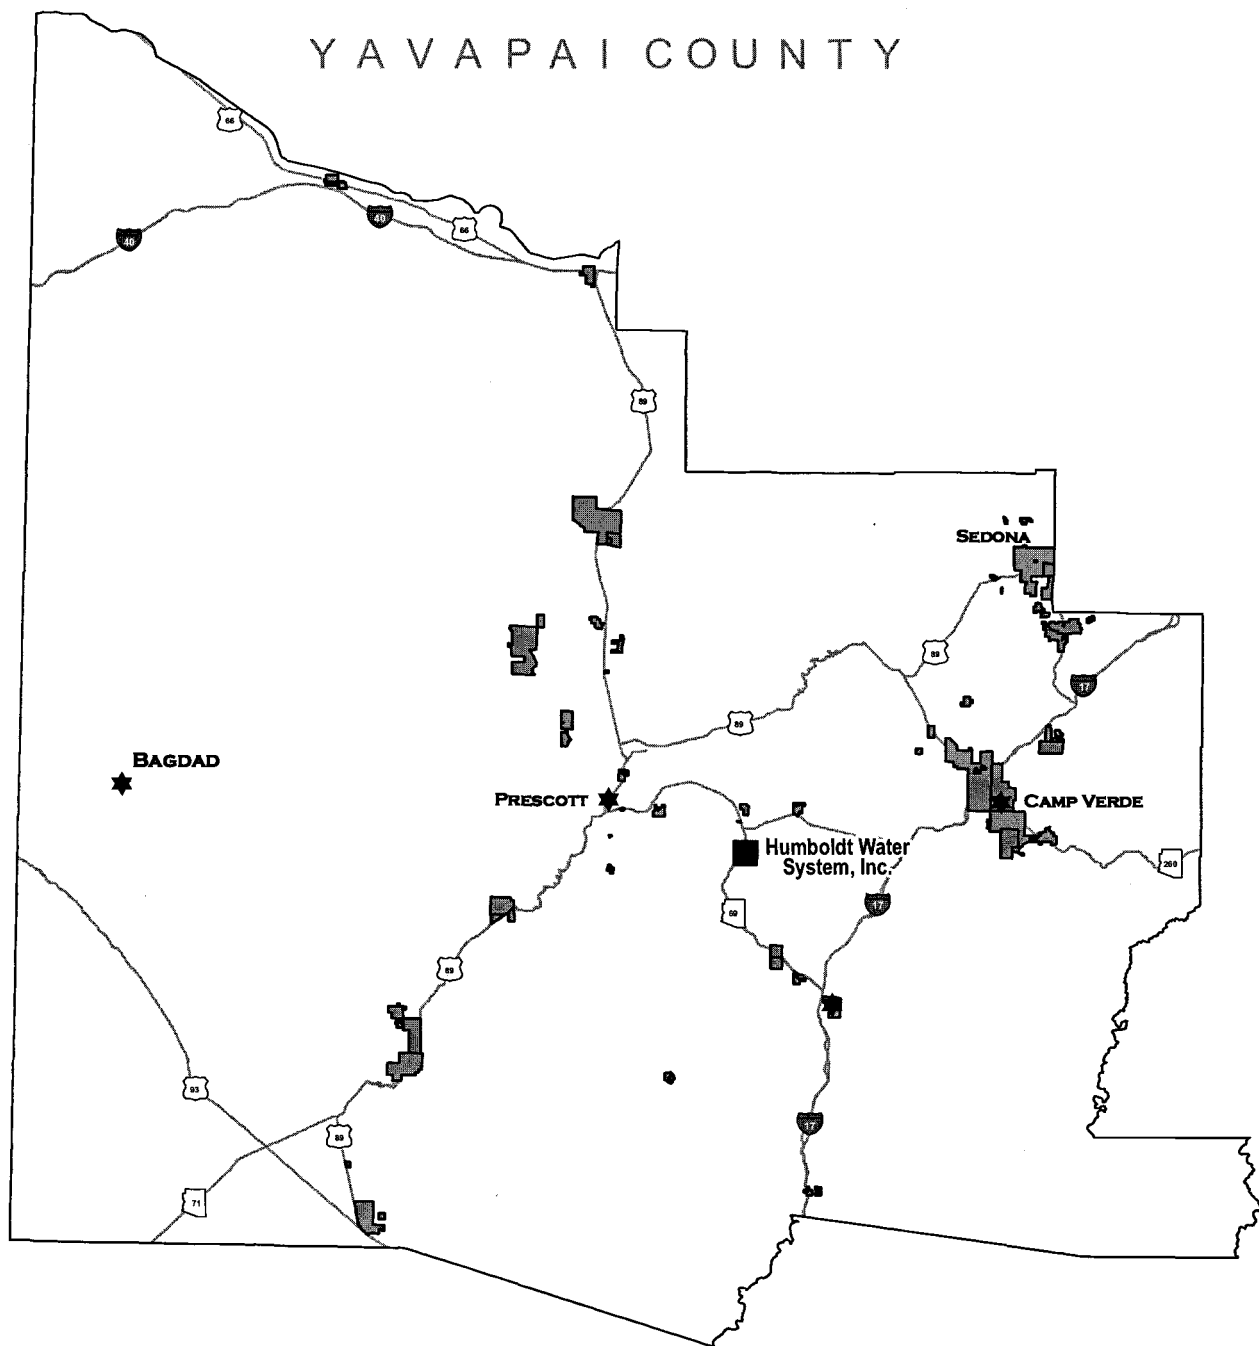 YAVAPAI COUNTY
66
40
40
66
89
SEDONA
89
17
89
BAGDAD
PRESCOTT
CAMP VERDE
Humboldt Water
System, Inc.
260
17
69
89
93
17
89
71